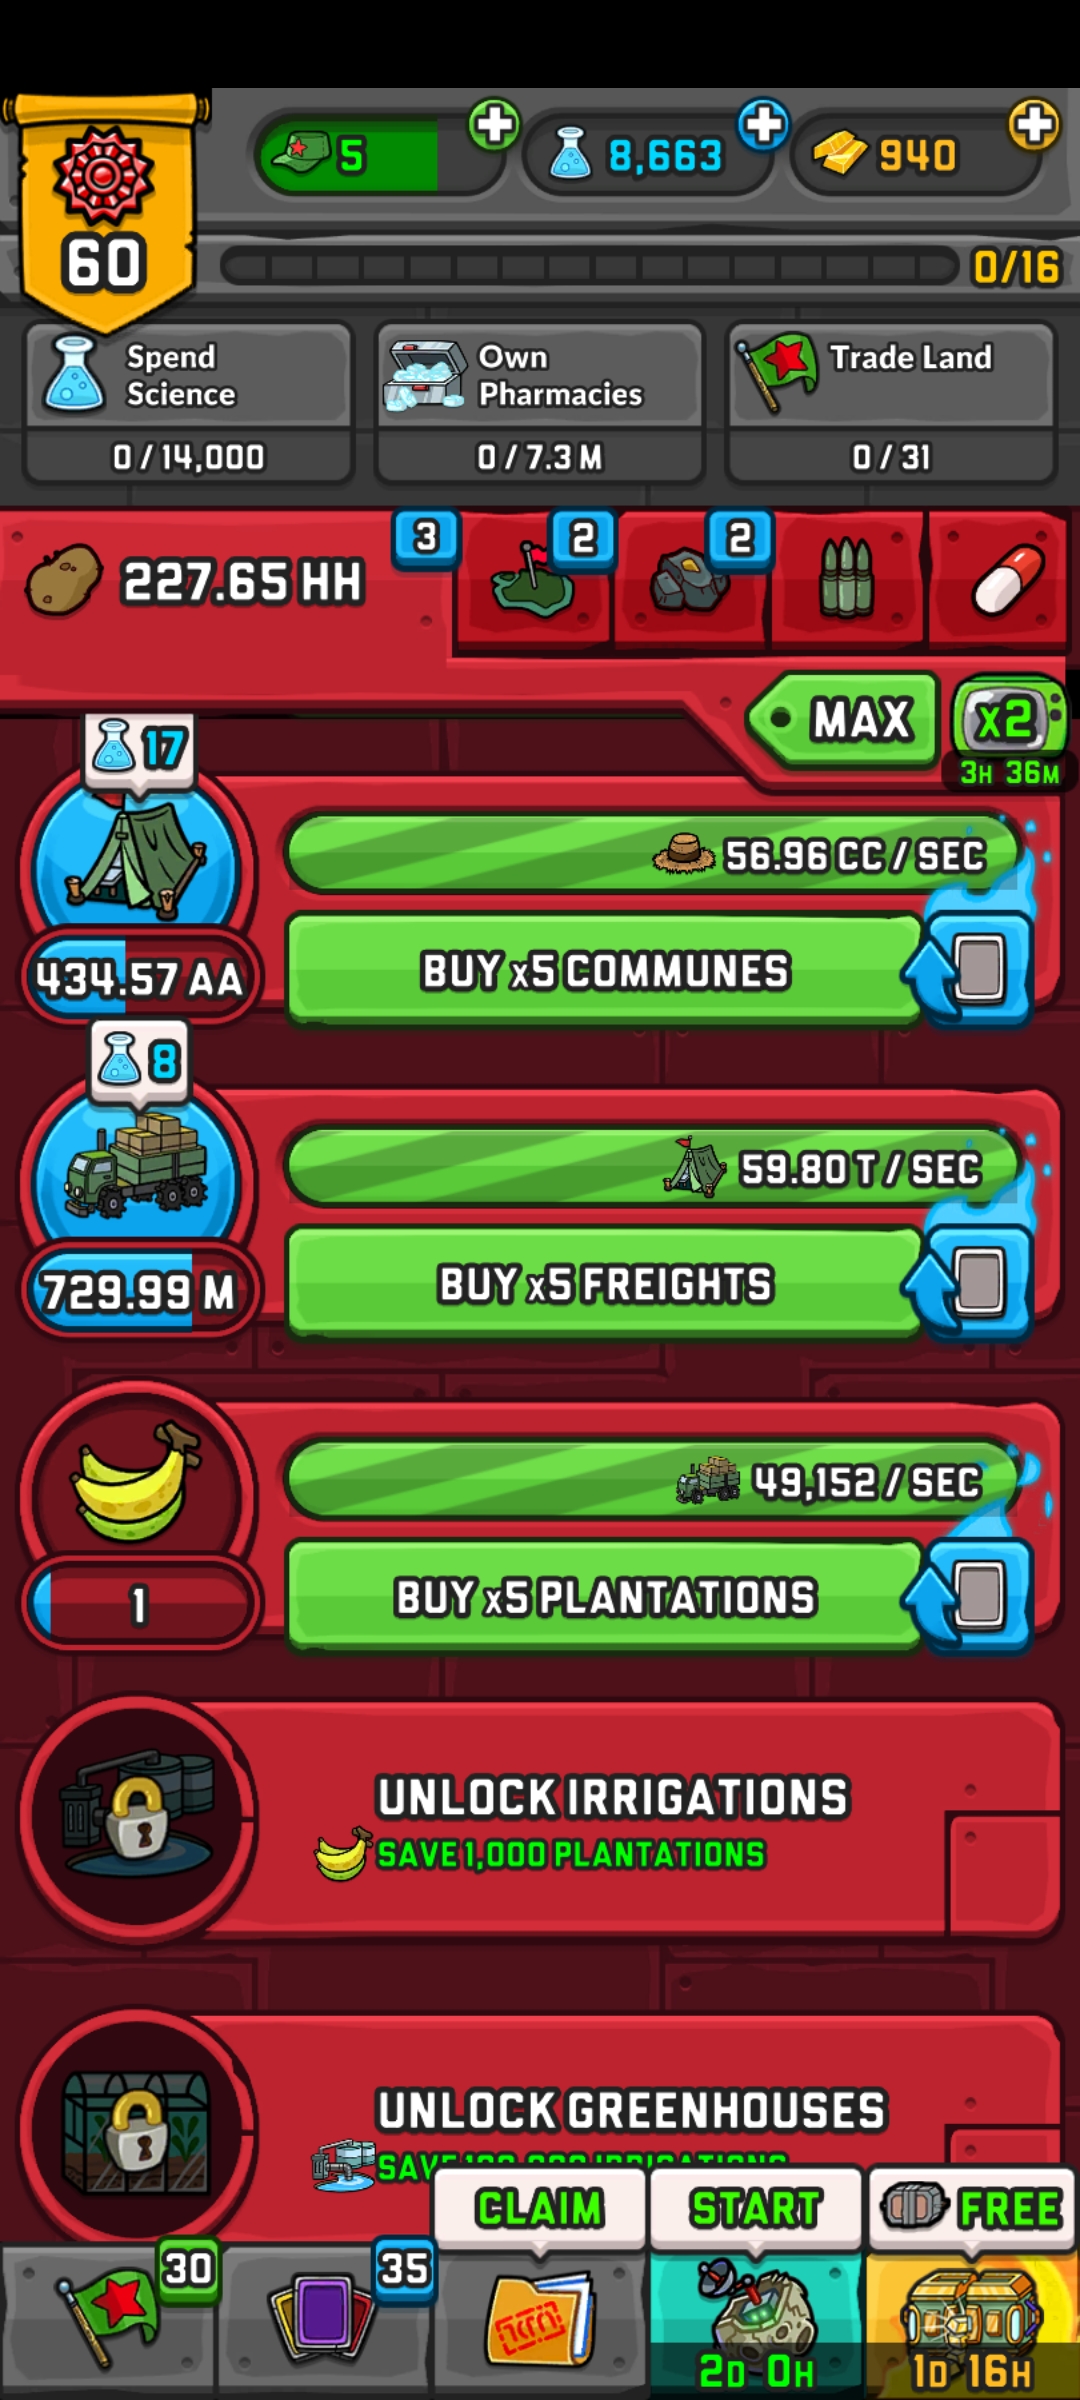 5
8,663
940
60
0/16
Spend
Science
0/14,000
Own
Pharmacies
0/7.3 M
Trade Land
0/31
227.65 HH
3
2
2
MAX
x2
3H 36M
17
56.96 CC/SEC
434.57 AA
BUY x5 COMMUNES
8
59.80 T/SEC
729.99 M
BUY x5 FREIGHTS
49,152/SEC
1
BUY x5 PLANTATIONS
UNLOCK IRRIGATIONS
SAVE 1,000 PLANTATIONS
UNLOCK GREENHOUSES
CLAIM
START
FREE
30
35
2D 0H
1D 16H